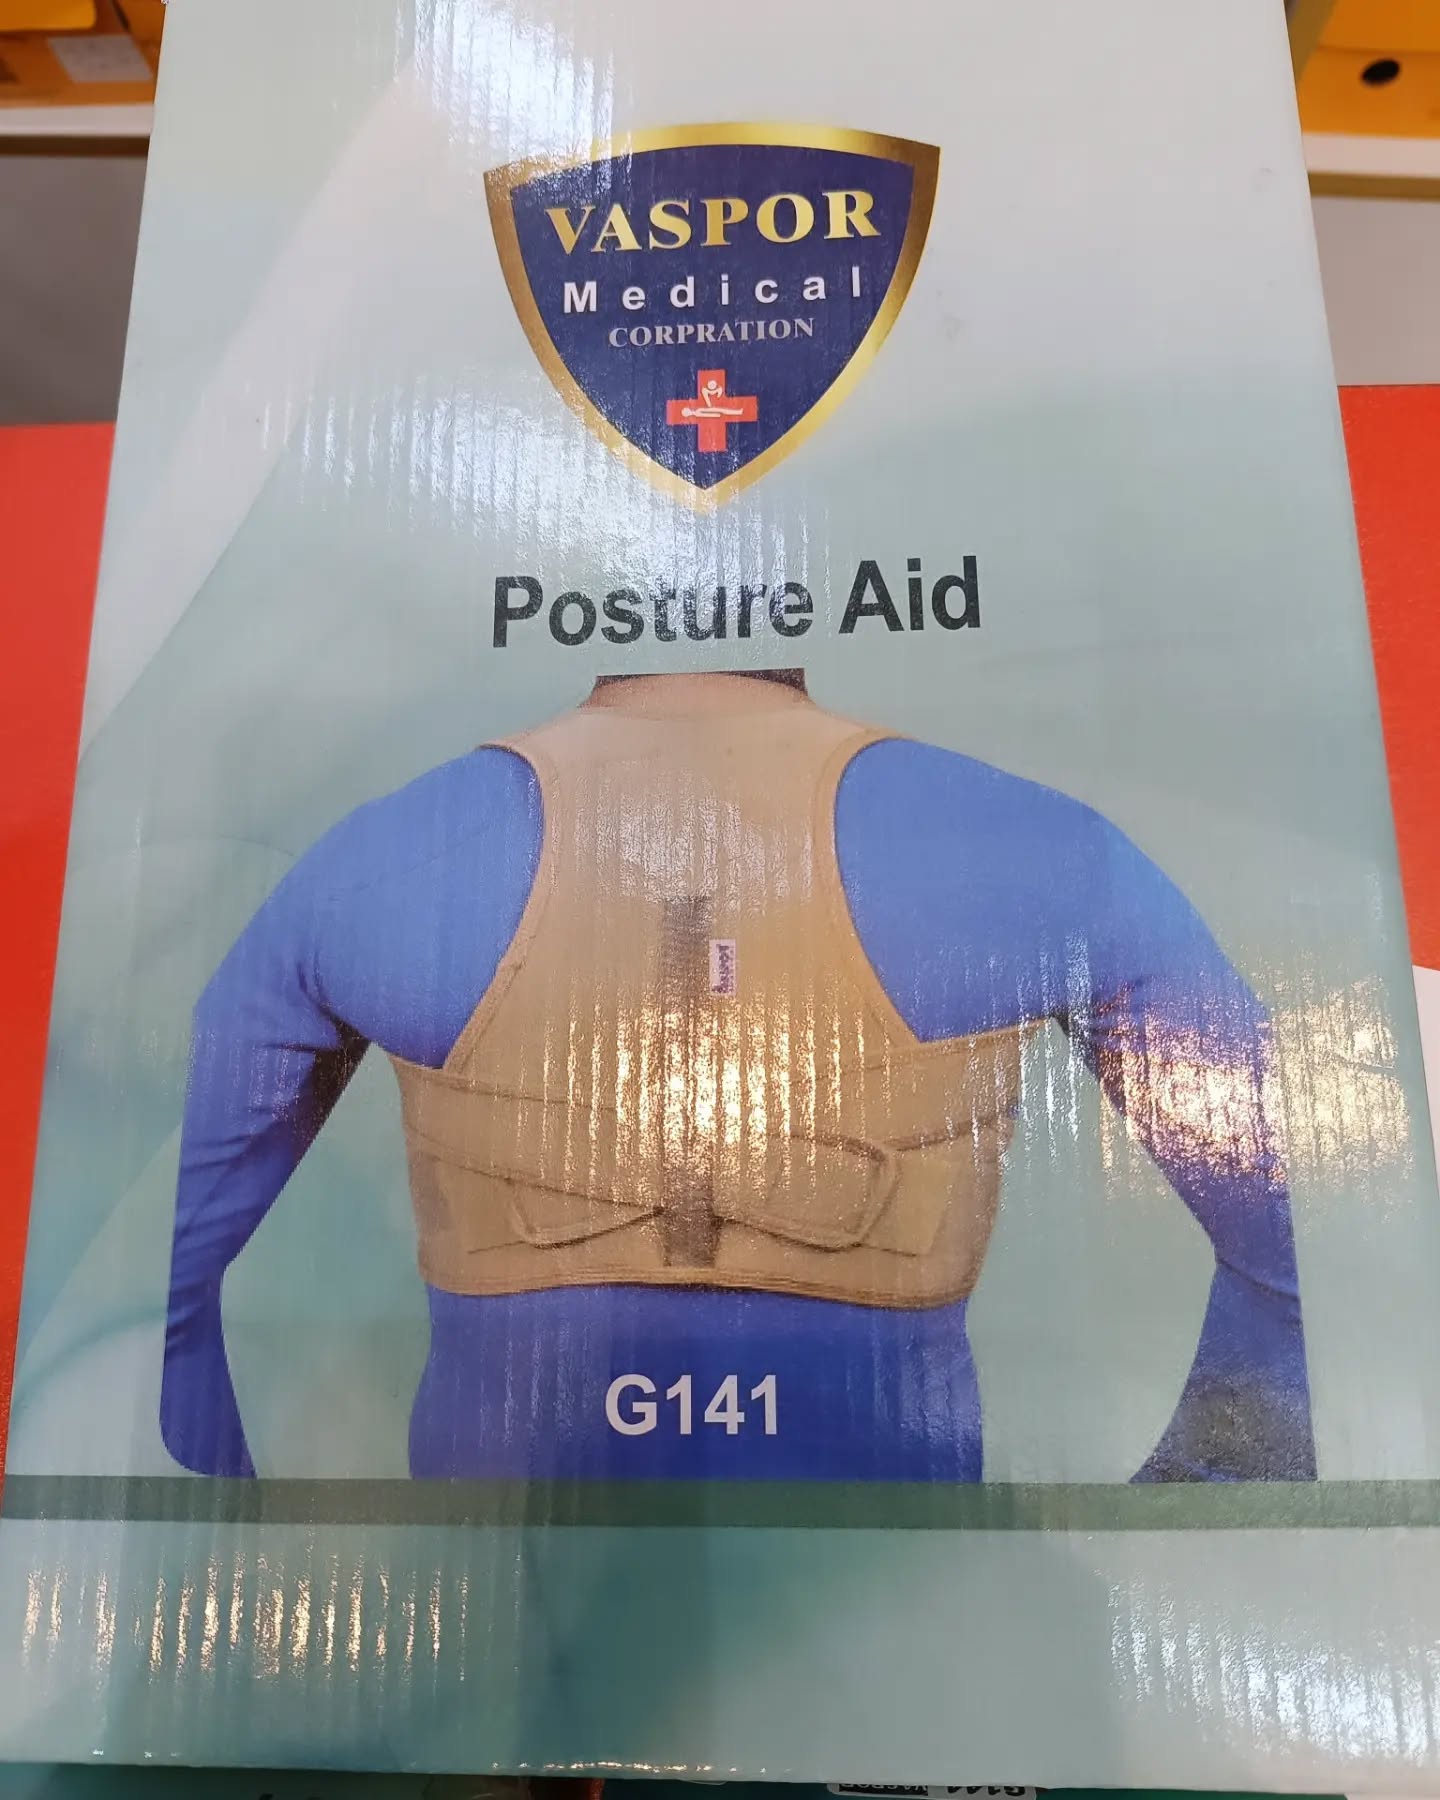 VASPOR
Medical
CORPRATION
Posture Aid
G141